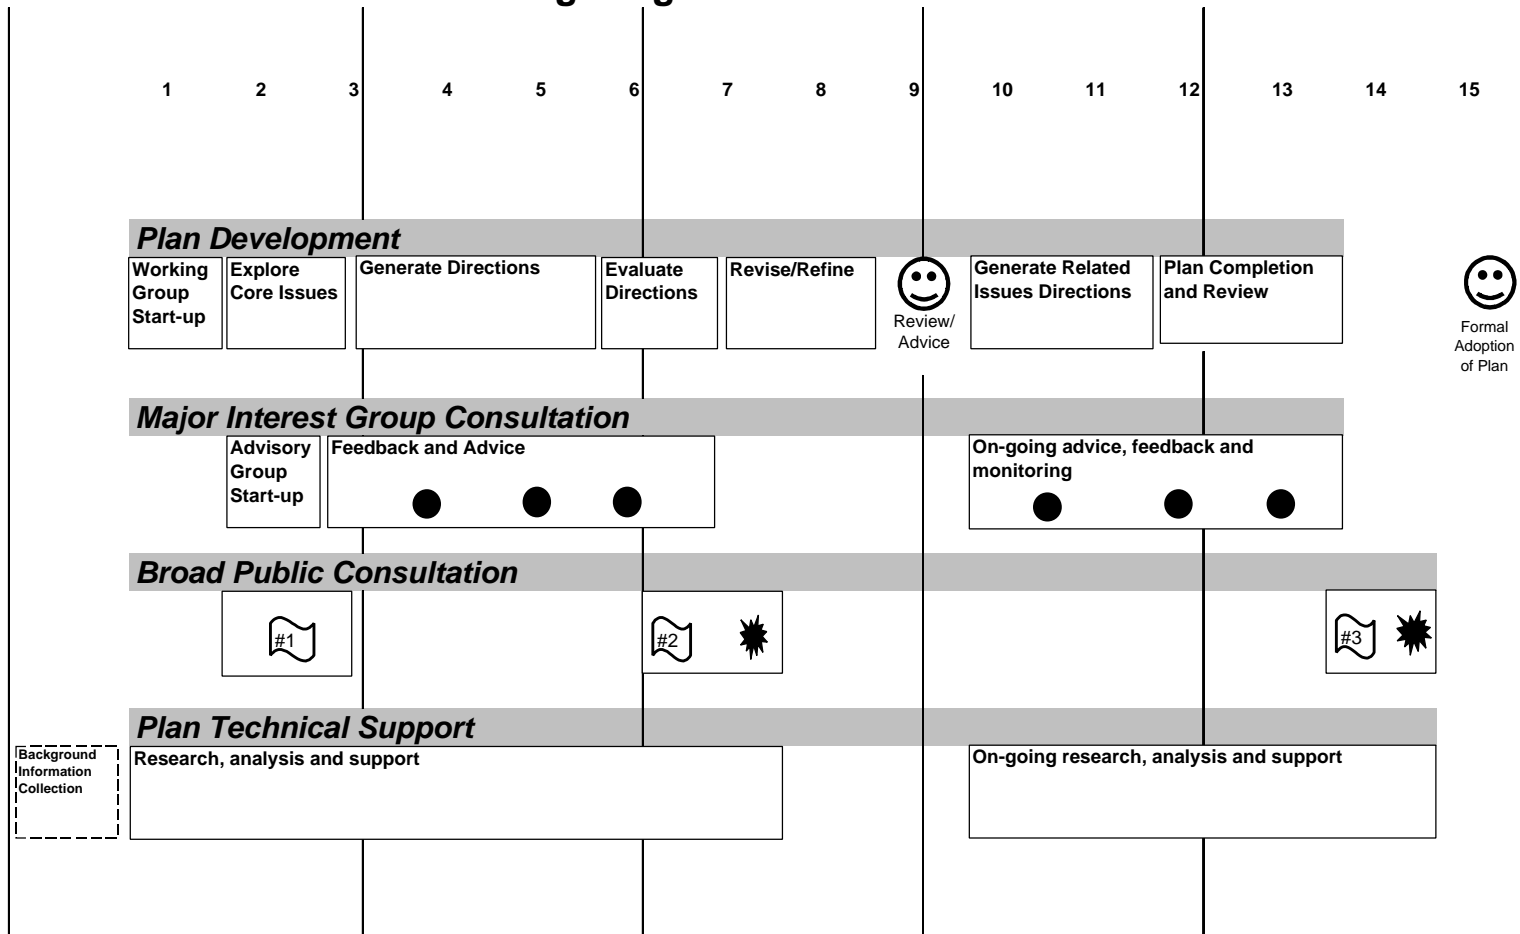 1 2 3 4 5 6 7 8 9 10 11 12 13 14 15
Plan Development
Working
Group
Start-up
Explore
Core Issues
Generate Directions
Evaluate
Directions
Revise/Refine
Review/
Advice
Generate Related
Issues Directions
Plan Completion
and Review
Formal
Adoption
of Plan
Major Interest Group Consultation
Advisory
Group
Start-up
Feedback and Advice
On-going advice, feedback and
monitoring
Broad Public Consultation
#1
#2
#3
Plan Technical Support
Background
Information
Collection
Research, analysis and support
On-going research, analysis and support